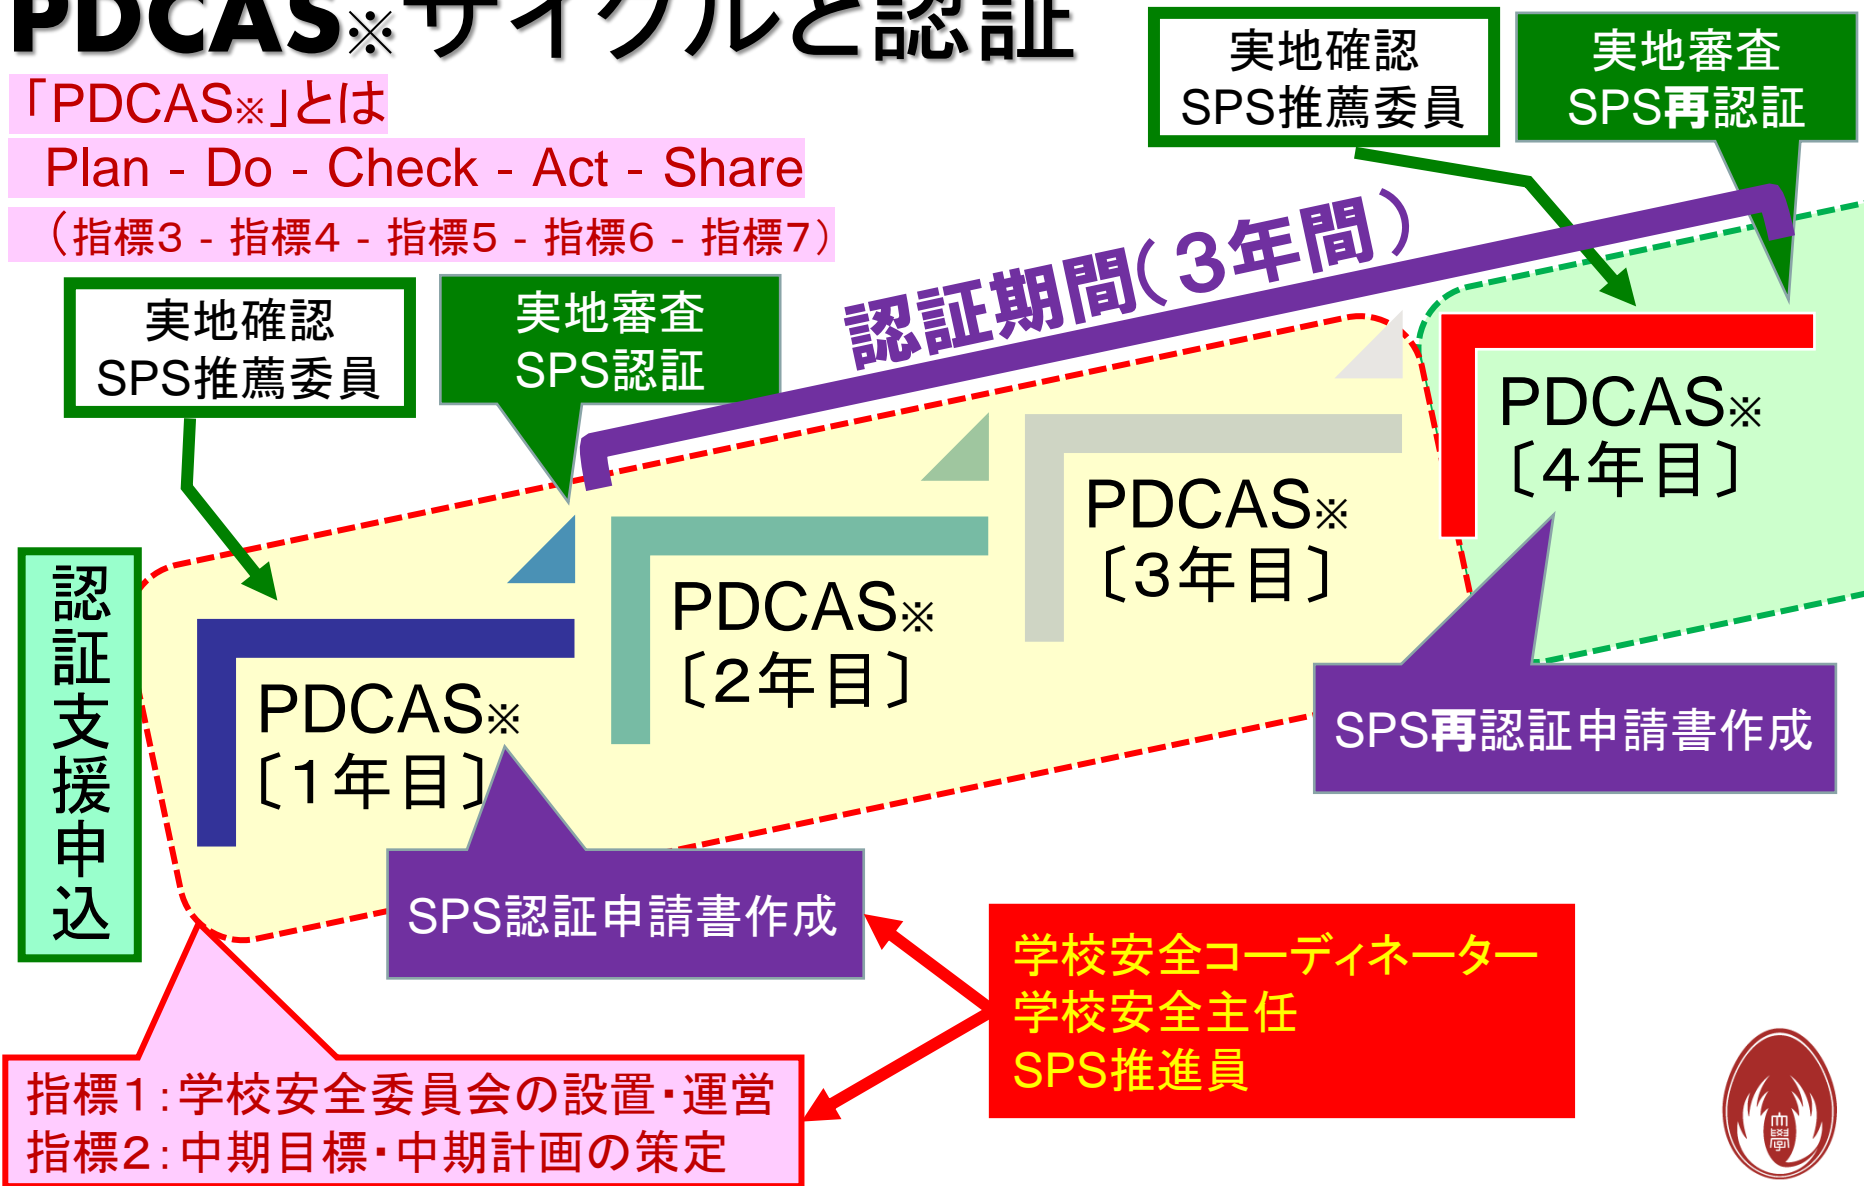 PDCAS※サイクルと認証
「PDCAS※」とは
Plan - Do - Check - Act - Share
（指標３ - 指標４ - 指標５ - 指標６ - 指標７）
実地確認
SPS推薦委員
実地審査
SPS再認証
認証期間（３年間）
実地確認
SPS推薦委員
実地審査
SPS認証
PDCAS※
〔４年目〕
PDCAS※
〔３年目〕
PDCAS※
〔２年目〕
PDCAS※
〔１年目〕
認証支援申込
SPS再認証申請書作成
SPS認証申請書作成
学校安全コーディネーター
学校安全主任
SPS推進員
指標１：学校安全委員会の設置・運営
指標２：中期目標・中期計画の策定